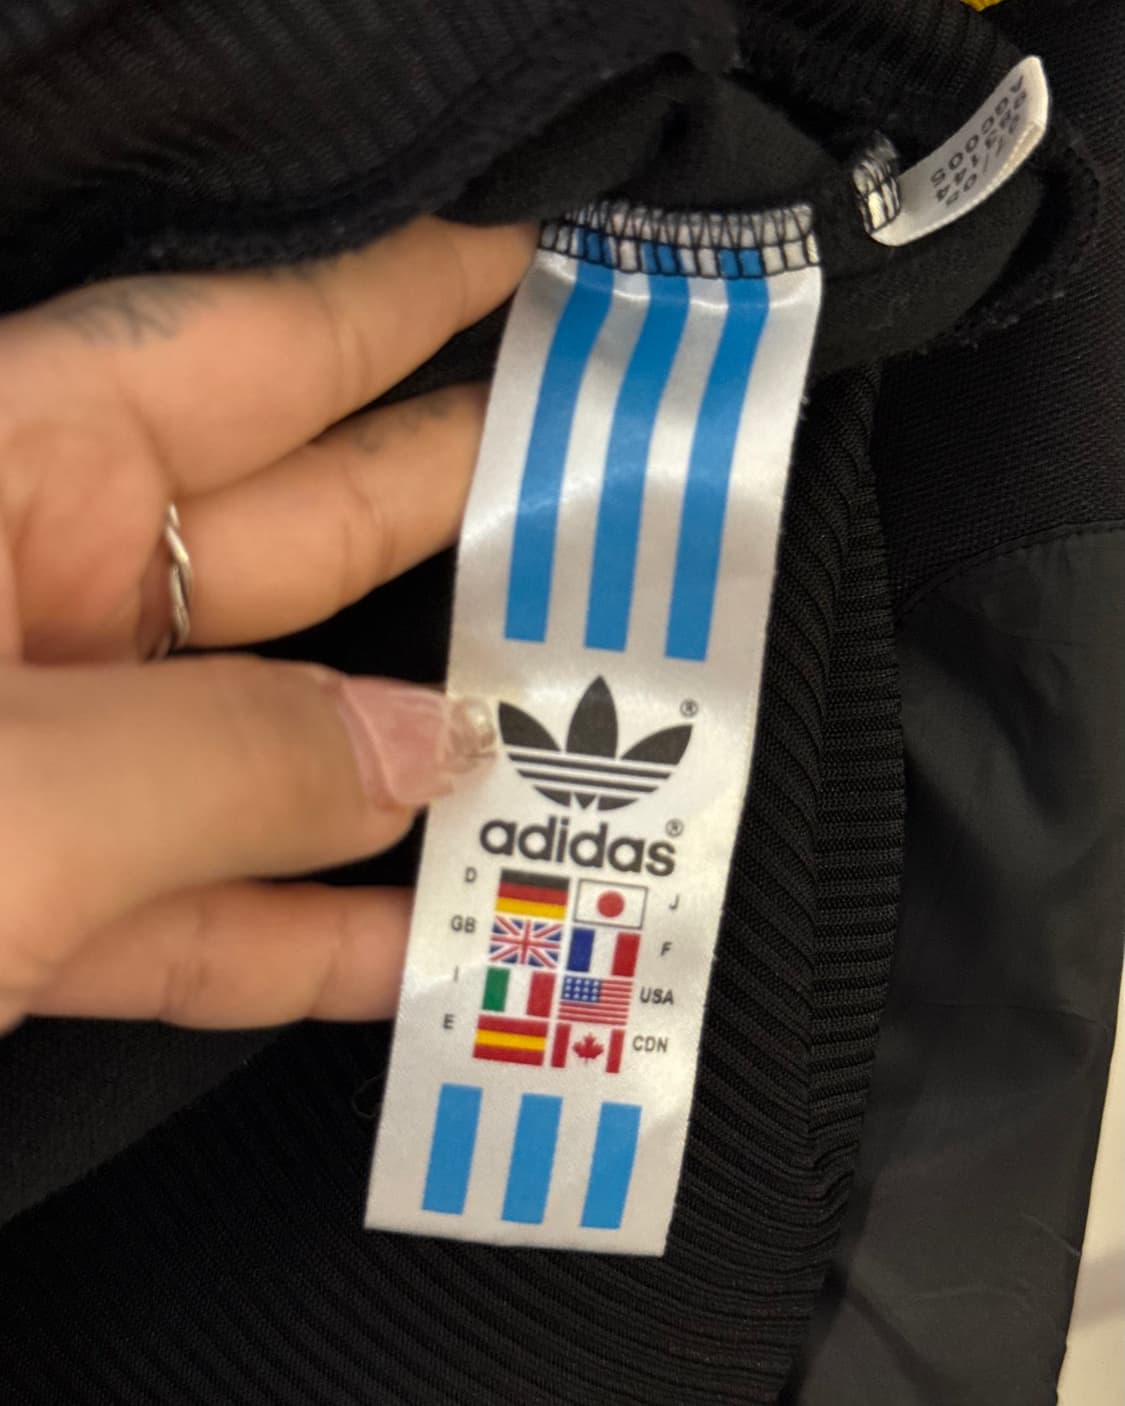 ®
adidas®
D J
GB F
I USA
E CDN